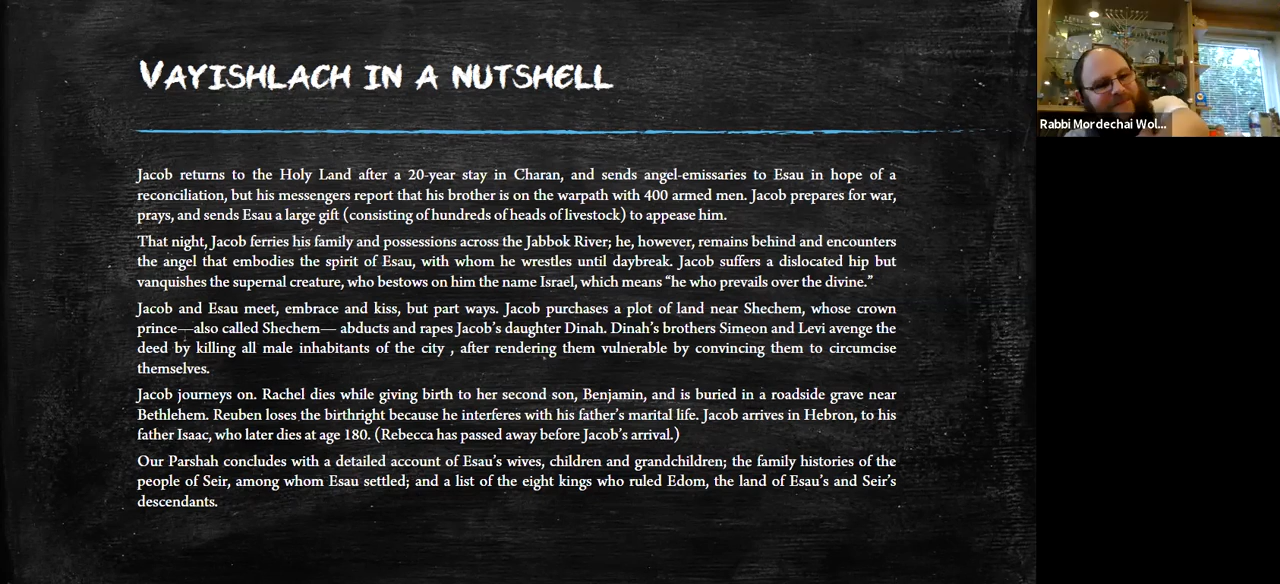 VAYISHLACH IN A NUTSHELL
Jacob returns to the Holy Land after a 20-year stay in Charan, and sends angel-emissaries to Esau in hope of a
reconciliation, but his messengers report that his brother is on the warpath with 400 armed men. Jacob prepares for war,
prays, and sends Esau a large gift (consisting of hundreds of heads of livestock) to appease him.
That night, Jacob ferries his family and possessions across the Jabbok River; he, however, remains behind and encounters
the angel that embodies the spirit of Esau, with whom he wrestles until daybreak. Jacob suffers a dislocated hip but
vanquishes the supernal creature, who bestows on him the name Israel, which means “he who prevails over the divine.”
Jacob and Esau meet, embrace and kiss, but part ways. Jacob purchases a plot of land near Shechem, whose crown
prince—also called Shechem— abducts and rapes Jacob’s daughter Dinah. Dinah’s brothers Simeon and Levi avenge the
deed by killing all male inhabitants of the city , after rendering them vulnerable by convincing them to circumcise
themselves.
Jacob journeys on. Rachel dies while giving birth to her second son, Benjamin, and is buried in a roadside grave near
Bethlehem. Reuben loses the birthright because he interferes with his father’s marital life. Jacob arrives in Hebron, to his
father Isaac, who later dies at age 180. (Rebecca has passed away before Jacob’s arrival.)
Our Parshah concludes with a detailed account of Esau’s wives, children and grandchildren; the family histories of the
people of Seir, among whom Esau settled; and a list of the eight kings who ruled Edom, the land of Esau’s and Seir’s
descendants.
Rabbi Mordechai Wol...